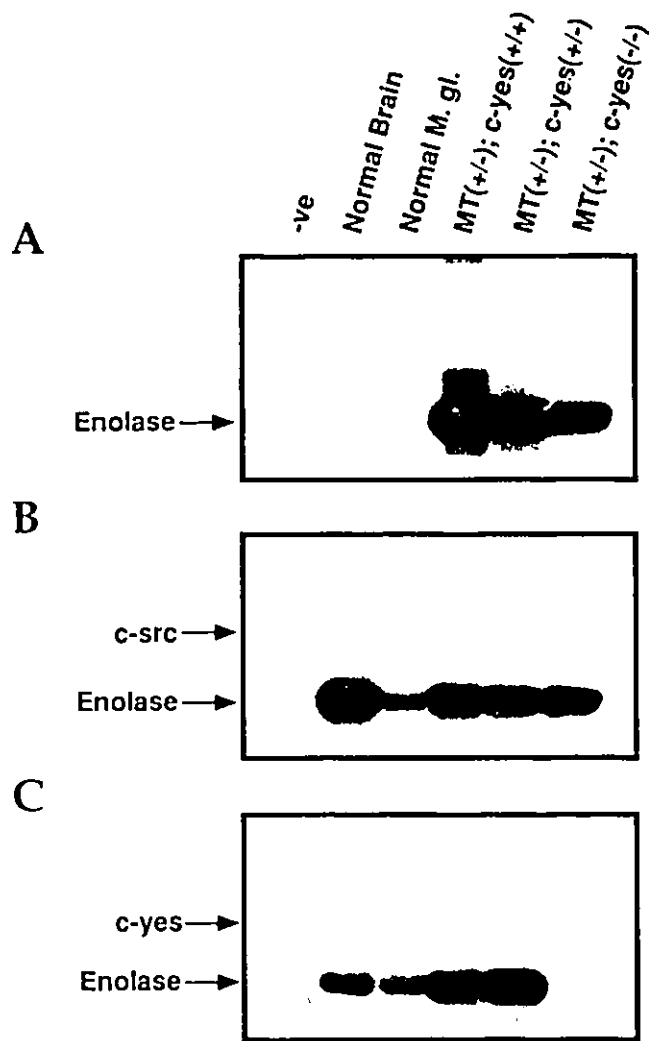 -ve
Normal Brain
Normal M. gl.
MT(+/-); c-yes(+/+)
MT(+/-); c-yes(+/-)
MT(+/-); c-yes(-/-)
A
Enolase
B
c-src
Enolase
C
c-yes
Enolase